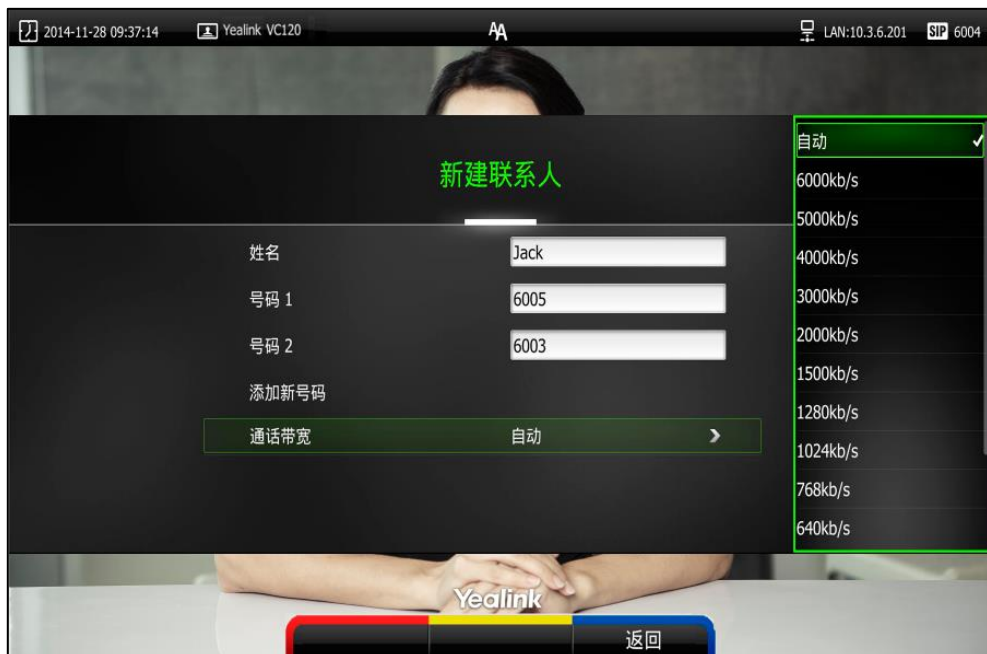 2014-11-28 09:37:14 Yealink VC120 AA LAN:10.3.6.201 SIP 6004
新建联系人
姓名 Jack
号码 1 6005
号码 2 6003
添加新号码
通话带宽 自动
自动
6000kb/s
5000kb/s
4000kb/s
3000kb/s
2000kb/s
1500kb/s
1280kb/s
1024kb/s
768kb/s
640kb/s
Yealink
返回